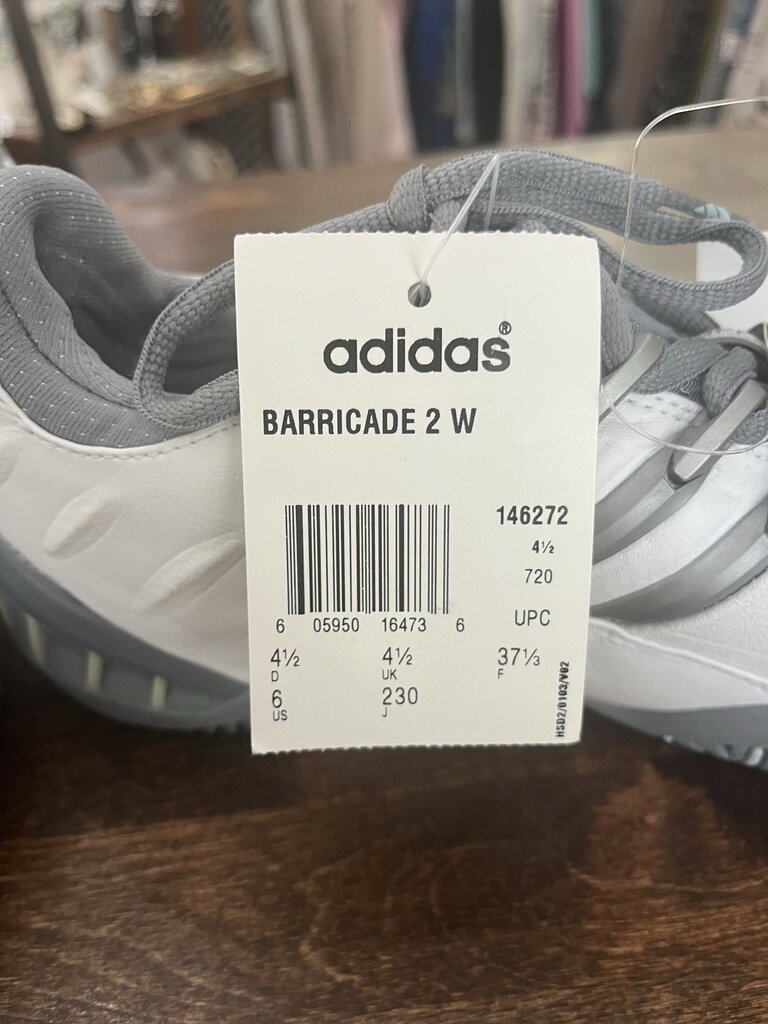 adidas®
BARRICADE 2 W
146272
4½
720
6 05950 16473 6
UPC
4½ 4½ 37⅓
D UK F
6 230
US J
HSD2/0103/V02